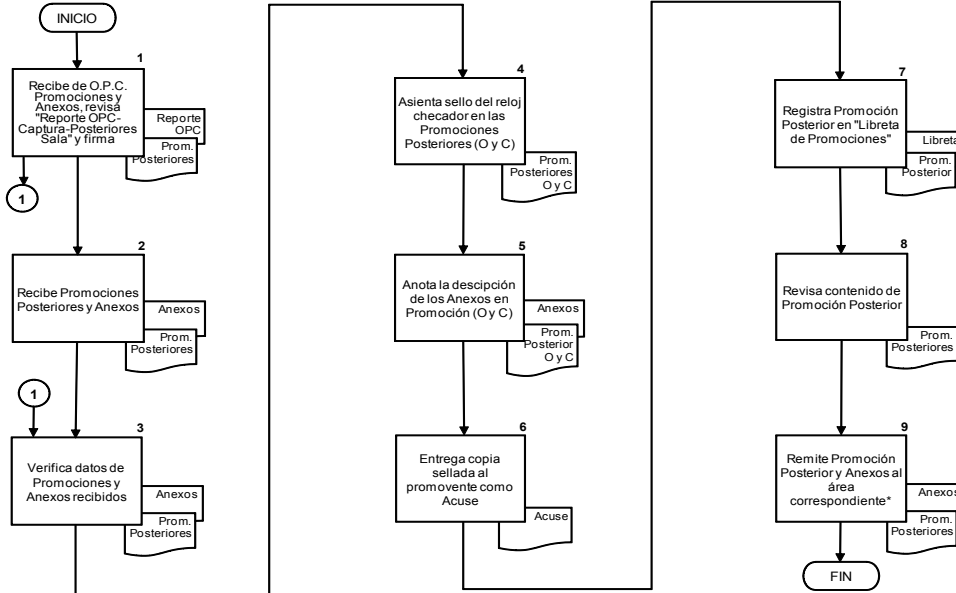 INICIO
1
Recibe de O.P.C.
Promociones y
Anexos, revisa
"Reporte OPC-
Captura-Posteriores
Sala" y firma
Reporte
OPC
Prom.
Posteriores
1
2
Recibe Promociones
Posteriores y Anexos
Anexos
Prom.
Posteriores
1
3
Verifica datos de
Promociones y
Anexos recibidos
Anexos
Prom.
Posteriores
4
Asienta sello del reloj
checador en las
Promociones
Posteriores (O y C)
Prom.
Posteriores
O y C
5
Anota la descipción
de los Anexos en
Promoción (O y C)
Anexos
Prom.
Posterior
O y C
6
Entrega copia
sellada al
promovente como
Acuse
Acuse
7
Registra Promoción
Posterior en "Libreta
de Promociones"
Libreta
Prom.
Posterior
8
Revisa contenido de
Promoción Posterior
Prom.
Posteriores
9
Remite Promoción
Posterior y Anexos al
área
correspondiente*
Anexos
Prom.
Posteriores
FIN